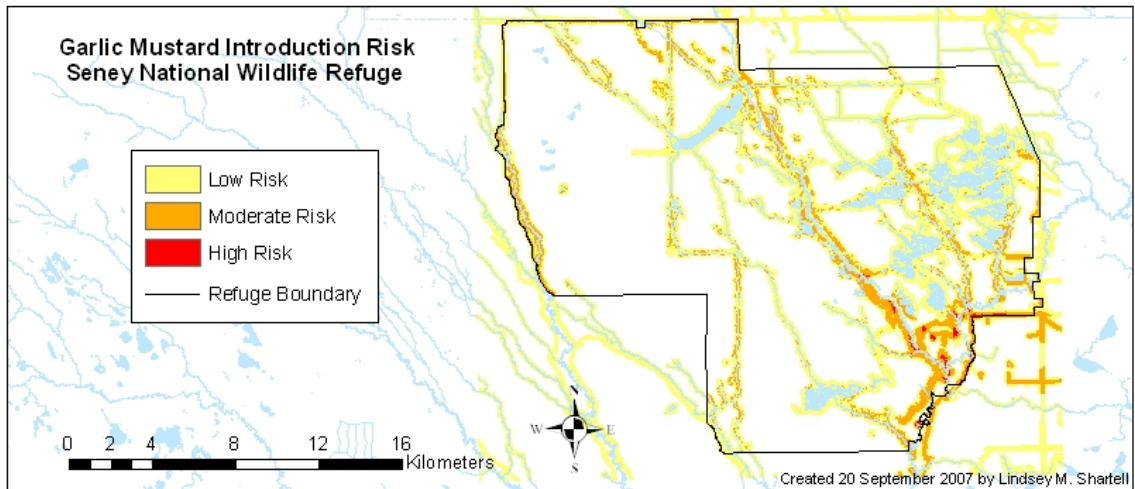 Garlic Mustard Introduction Risk
Seney National Wildlife Refuge
Low Risk
Moderate Risk
High Risk
Refuge Boundary
N
W E
S
0 2 4 8 12 16
Kilometers
Created 20 September 2007 by Lindsey M. Shartell